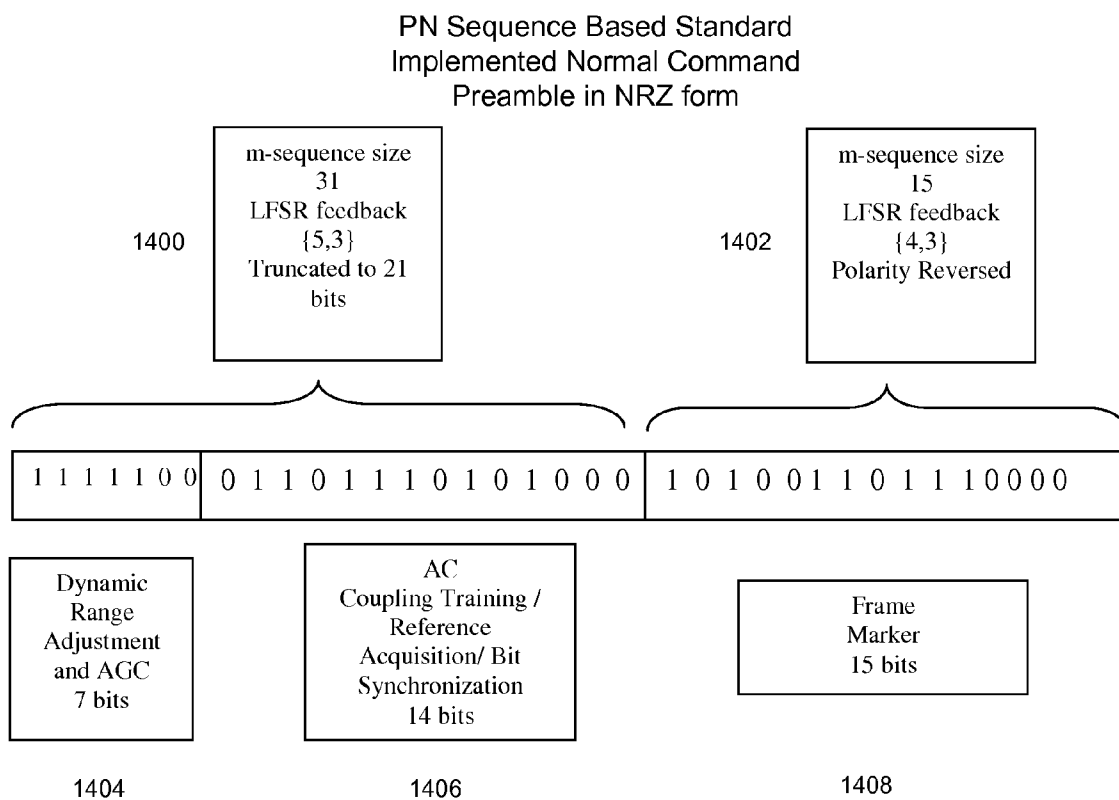 PN Sequence Based Standard
Implemented Normal Command
Preamble in NRZ form
m-sequence size
31
LFSR feedback
{5,3}
Truncated to 21
bits
1400
m-sequence size
15
LFSR feedback
{4,3}
Polarity Reversed
1402
1 1 1 1 1 0 0
0 1 1 0 1 1 1 0 1 0 1 0 0 0
1 0 1 0 0 1 1 0 1 1 1 0 0 0 0
Dynamic
Range
Adjustment
and AGC
7 bits
AC
Coupling Training /
Reference
Acquisition/ Bit
Synchronization
14 bits
Frame
Marker
15 bits
1404
1406
1408